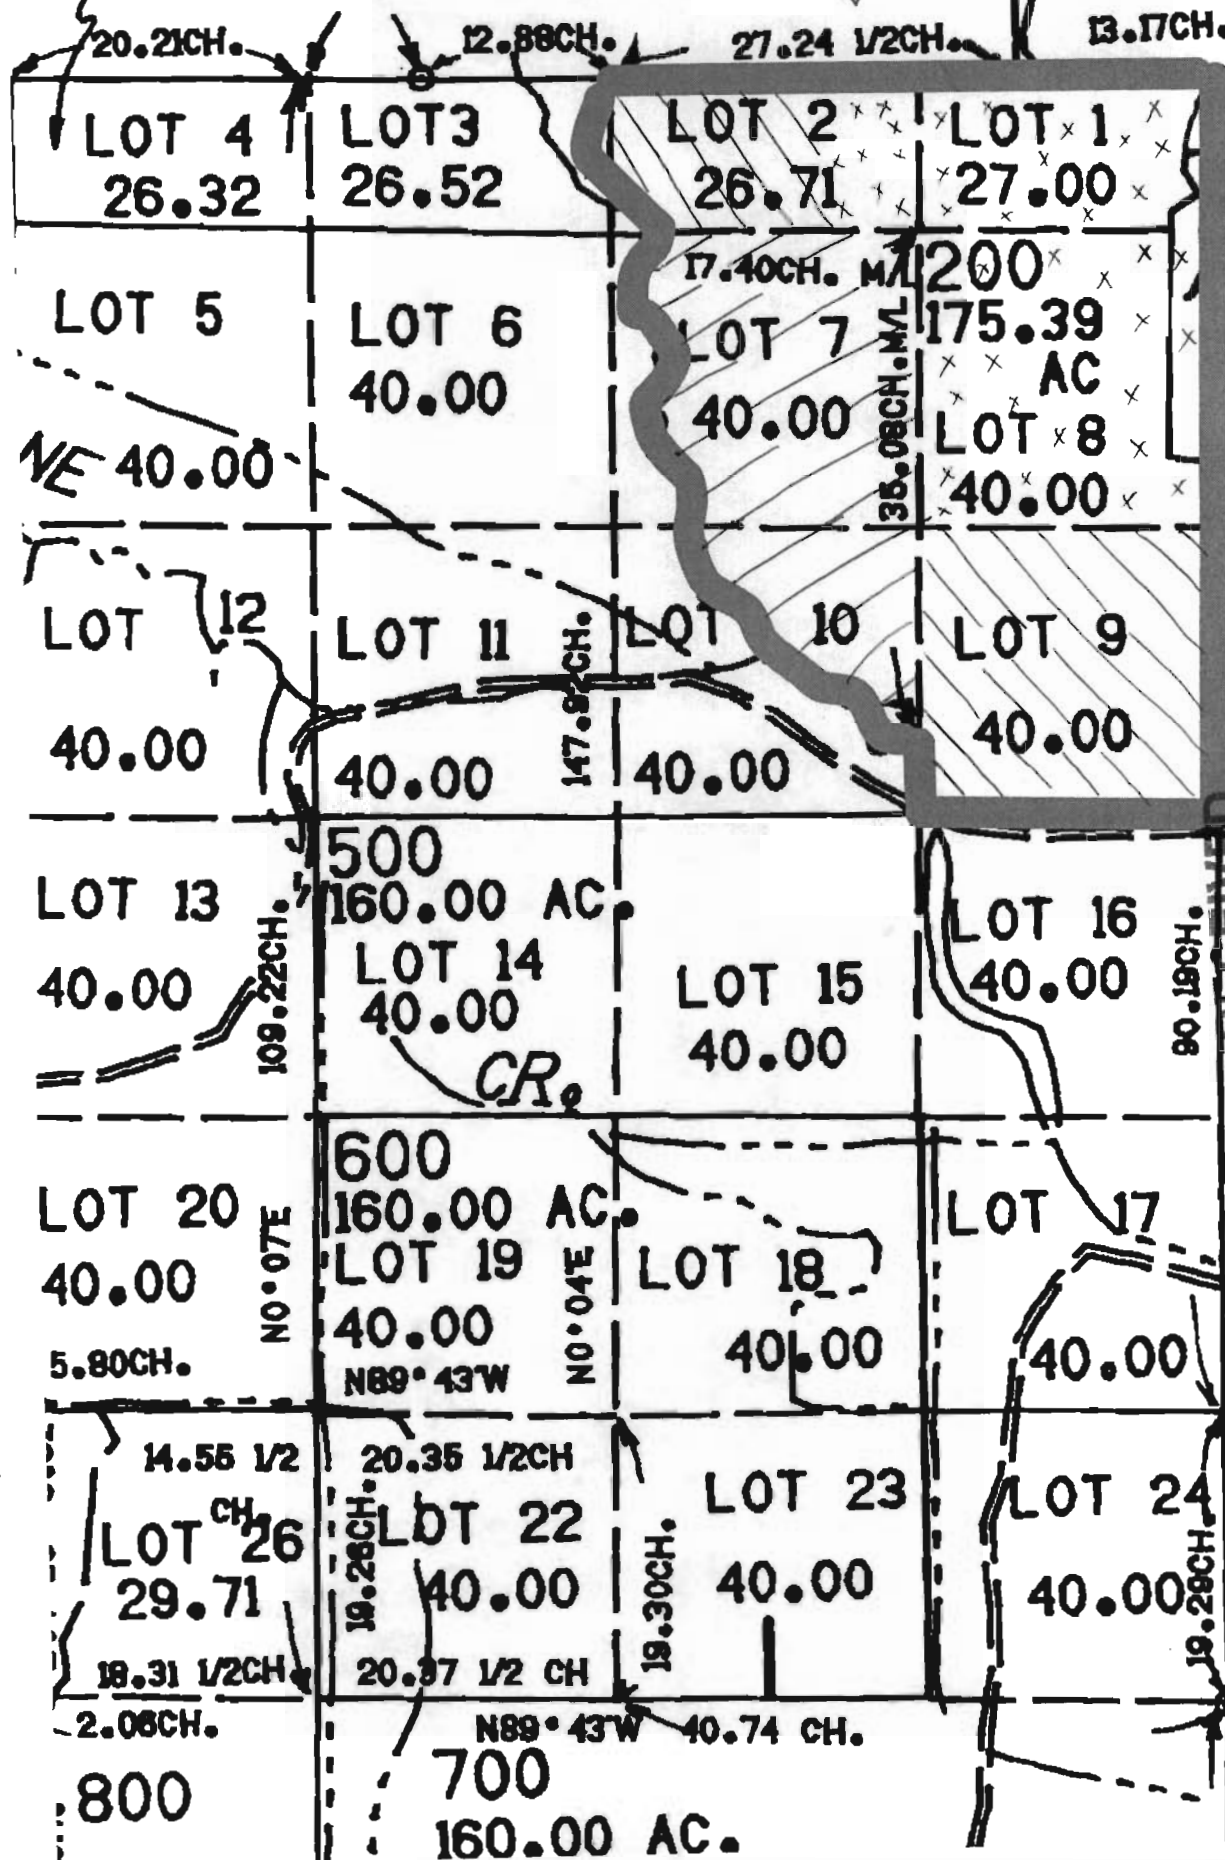 20.21CH.
12.88CH.
27.24 1/2CH.
13.17CH.
LOT 4
26.32
LOT3
26.52
LOT 2
26.71
LOT 1
27.00
17.40CH. M/L
200
175.39
AC
LOT 5
NE 40.00
LOT 6
40.00
LOT 7
40.00
35.08CH.M/L
LOT 8
40.00
LOT 12
40.00
LOT 11
40.00
147.92CH.
LOT 10
40.00
LOT 9
40.00
LOT 13
40.00
109.22CH.
500
160.00 AC.
LOT 14
40.00
CR.
LOT 15
40.00
LOT 16
40.00
90.19CH.
LOT 20
40.00
N0°07E
5.80CH.
600
160.00 AC.
LOT 19
40.00
N89°43'W
N0°04'E
LOT 18
40.00
LOT 17
40.00
14.55 1/2
CH.
LOT 26
29.71
18.31 1/2CH.
20.35 1/2CH
19.26CH.
LOT 22
40.00
20.37 1/2 CH
19.30CH.
LOT 23
40.00
LOT 24
40.00
19.29CH.
2.06CH.
N89°43'W 40.74 CH.
800
700
160.00 AC.